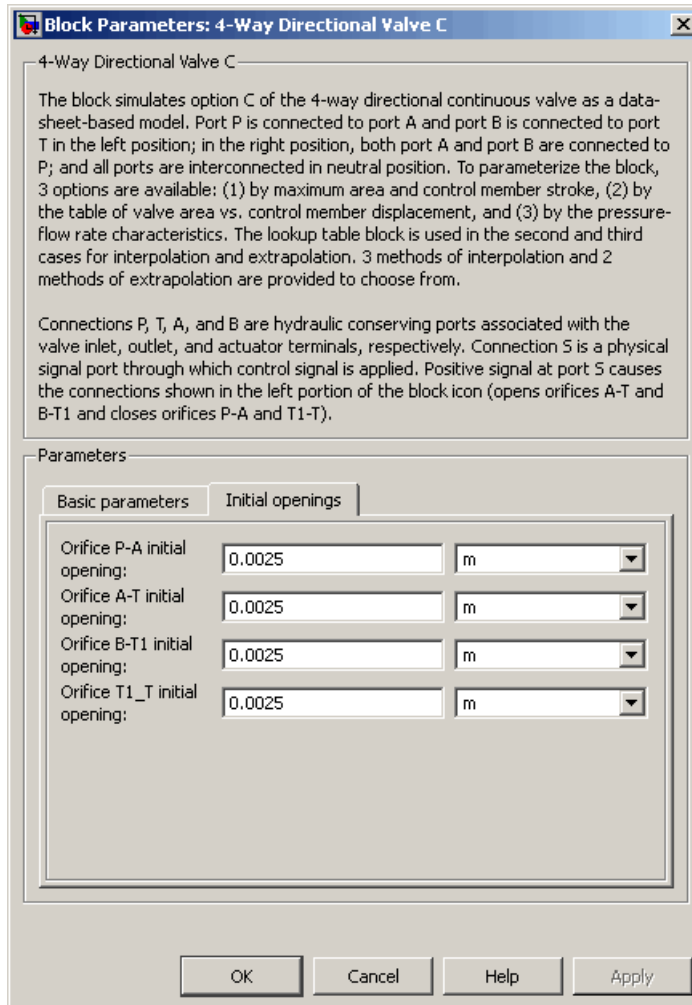 Block Parameters: 4-Way Directional Valve C
4-Way Directional Valve C
The block simulates option C of the 4-way directional continuous valve as a data-
sheet-based model. Port P is connected to port A and port B is connected to port
T in the left position; in the right position, both port A and port B are connected to
P; and all ports are interconnected in neutral position. To parameterize the block,
3 options are available: (1) by maximum area and control member stroke, (2) by
the table of valve area vs. control member displacement, and (3) by the pressure-
flow rate characteristics. The lookup table block is used in the second and third
cases for interpolation and extrapolation. 3 methods of interpolation and 2
methods of extrapolation are provided to choose from.
Connections P, T, A, and B are hydraulic conserving ports associated with the
valve inlet, outlet, and actuator terminals, respectively. Connection S is a physical
signal port through which control signal is applied. Positive signal at port S causes
the connections shown in the left portion of the block icon (opens orifices A-T and
B-T1 and closes orifices P-A and T1-T).
Parameters
Basic parameters Initial openings
Orifice P-A initial
opening: 0.0025 m
Orifice A-T initial
opening: 0.0025 m
Orifice B-T1 initial
opening: 0.0025 m
Orifice T1_T initial
opening: 0.0025 m
OK Cancel Help Apply